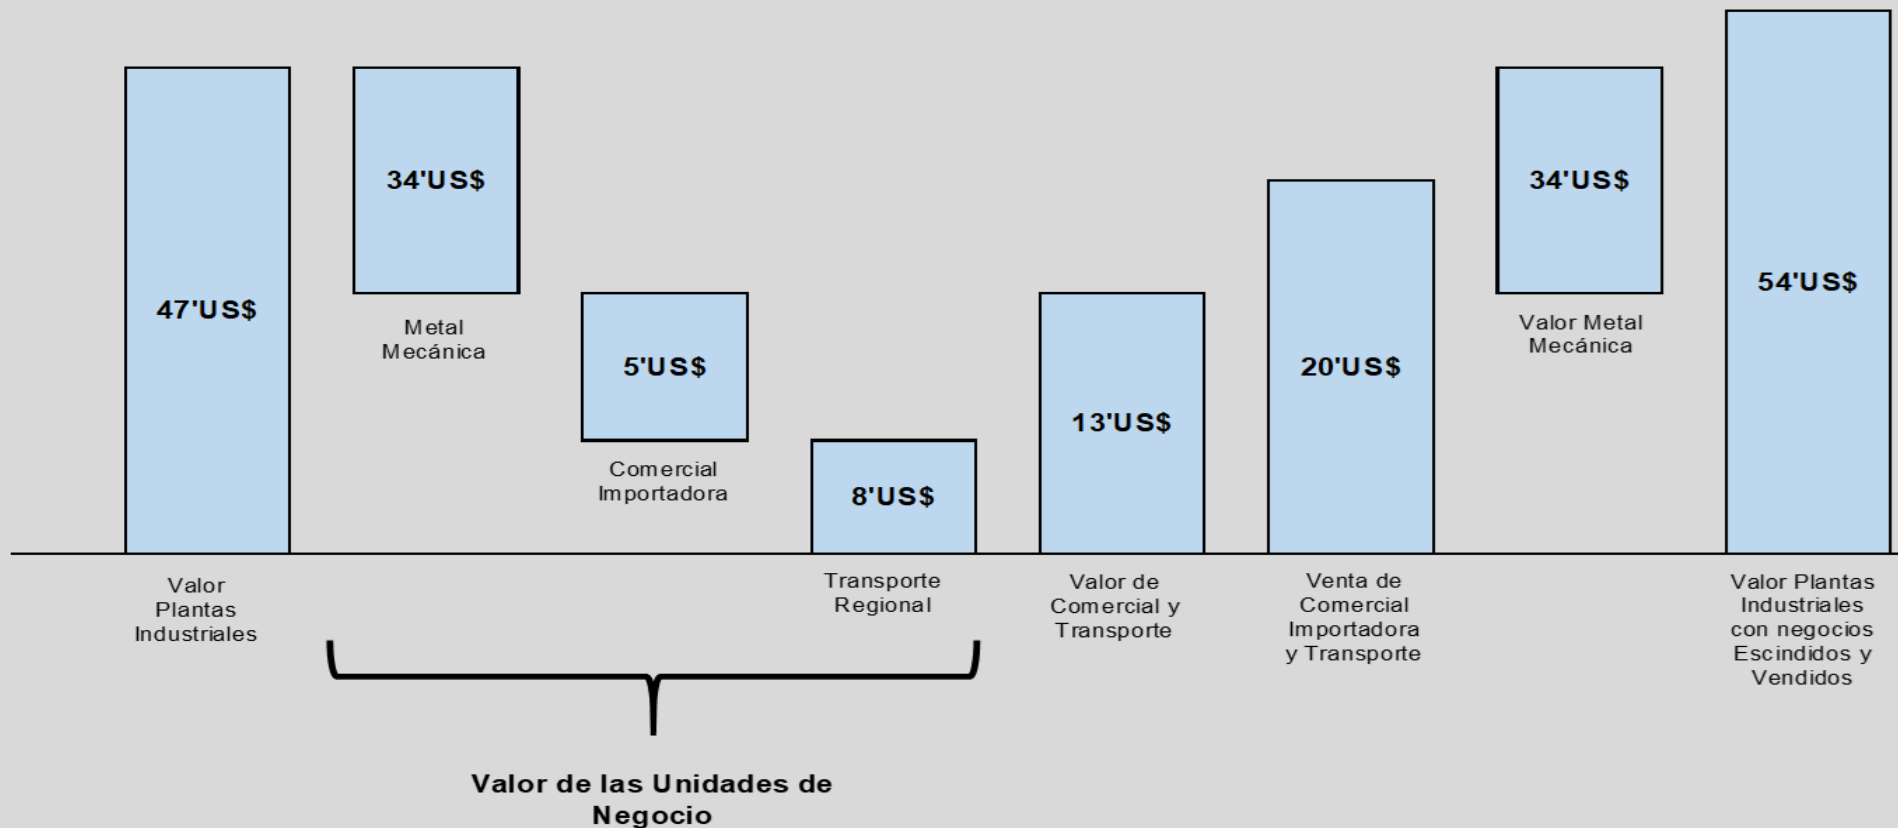 47'US$
34'US$
Metal
Mecánica
5'US$
Comercial
Importadora
8'US$
13'US$
20'US$
34'US$
Valor Metal
Mecánica
54'US$
Valor
Plantas
Industriales
Transporte
Regional
Valor de
Comercial y
Transporte
Venta de
Comercial
Importadora
y Transporte
Valor Plantas
Industriales
con negocios
Escindidos y
Vendidos
Valor de las Unidades de
Negocio